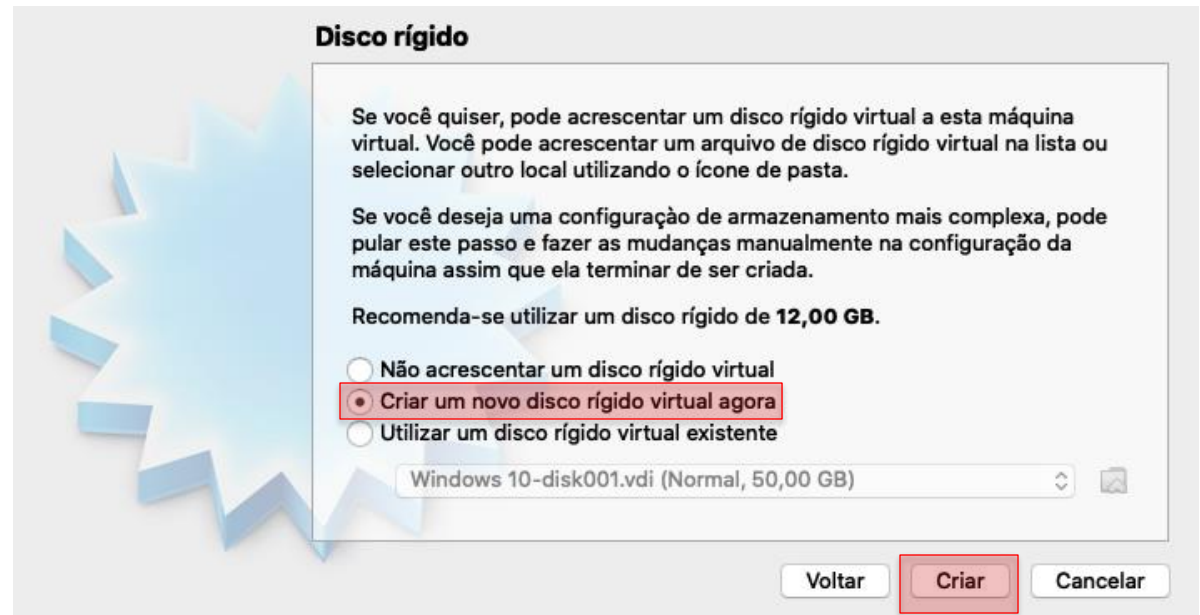 Disco rígido
Se você quiser, pode acrescentar um disco rígido virtual a esta máquina
virtual. Você pode acrescentar um arquivo de disco rígido virtual na lista ou
selecionar outro local utilizando o ícone de pasta.
Se você deseja uma configuraçào de armazenamento mais complexa, pode
pular este passo e fazer as mudanças manualmente na configuração da
máquina assim que ela terminar de ser criada.
Recomenda-se utilizar um disco rígido de 12,00 GB.
Não acrescentar um disco rígido virtual
Criar um novo disco rígido virtual agora
Utilizar um disco rígido virtual existente
Windows 10-disk001.vdi (Normal, 50,00 GB)
Voltar Criar Cancelar